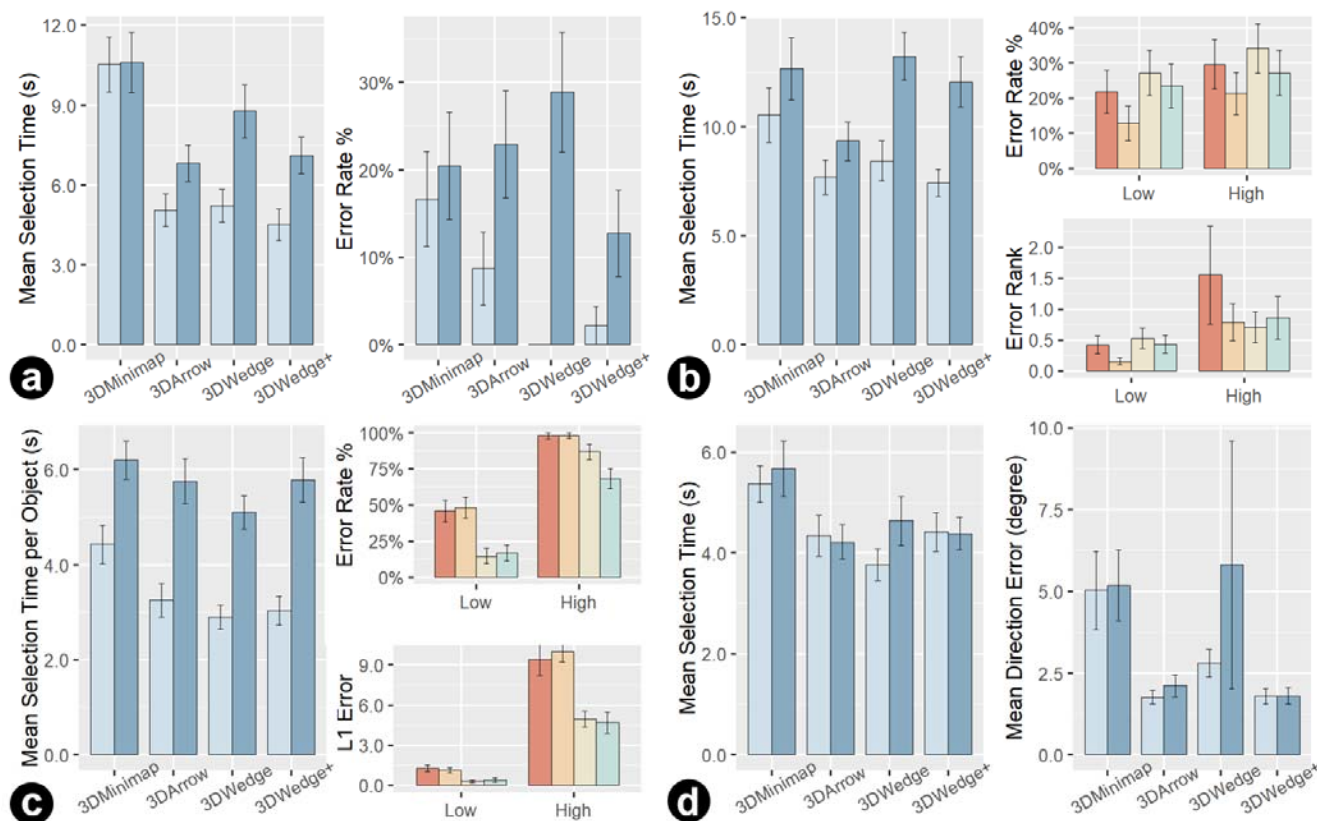 Mean Selection Time (s)
12.0
9.0
6.0
3.0
0.0
3DMinimap
3DArrow
3DWedge
3DWedge+
Error Rate %
30%
20%
10%
0%
3DMinimap
3DArrow
3DWedge
3DWedge+
a
Mean Selection Time (s)
15.0
10.0
5.0
0.0
3DMinimap
3DArrow
3DWedge
3DWedge+
Error Rate %
40%
30%
20%
10%
0%
Low
High
Error Rank
2.0
1.5
1.0
0.5
0.0
Low
High
b
Mean Selection Time per Object (s)
6.0
4.0
2.0
0.0
3DMinimap
3DArrow
3DWedge
3DWedge+
Error Rate %
100%
75%
50%
25%
0%
Low
High
L1 Error
9.0
6.0
3.0
0.0
Low
High
c
Mean Selection Time (s)
6.0
4.0
2.0
0.0
3DMinimap
3DArrow
3DWedge
3DWedge+
Mean Direction Error (degree)
10.0
7.5
5.0
2.5
0.0
3DMinimap
3DArrow
3DWedge
3DWedge+
d